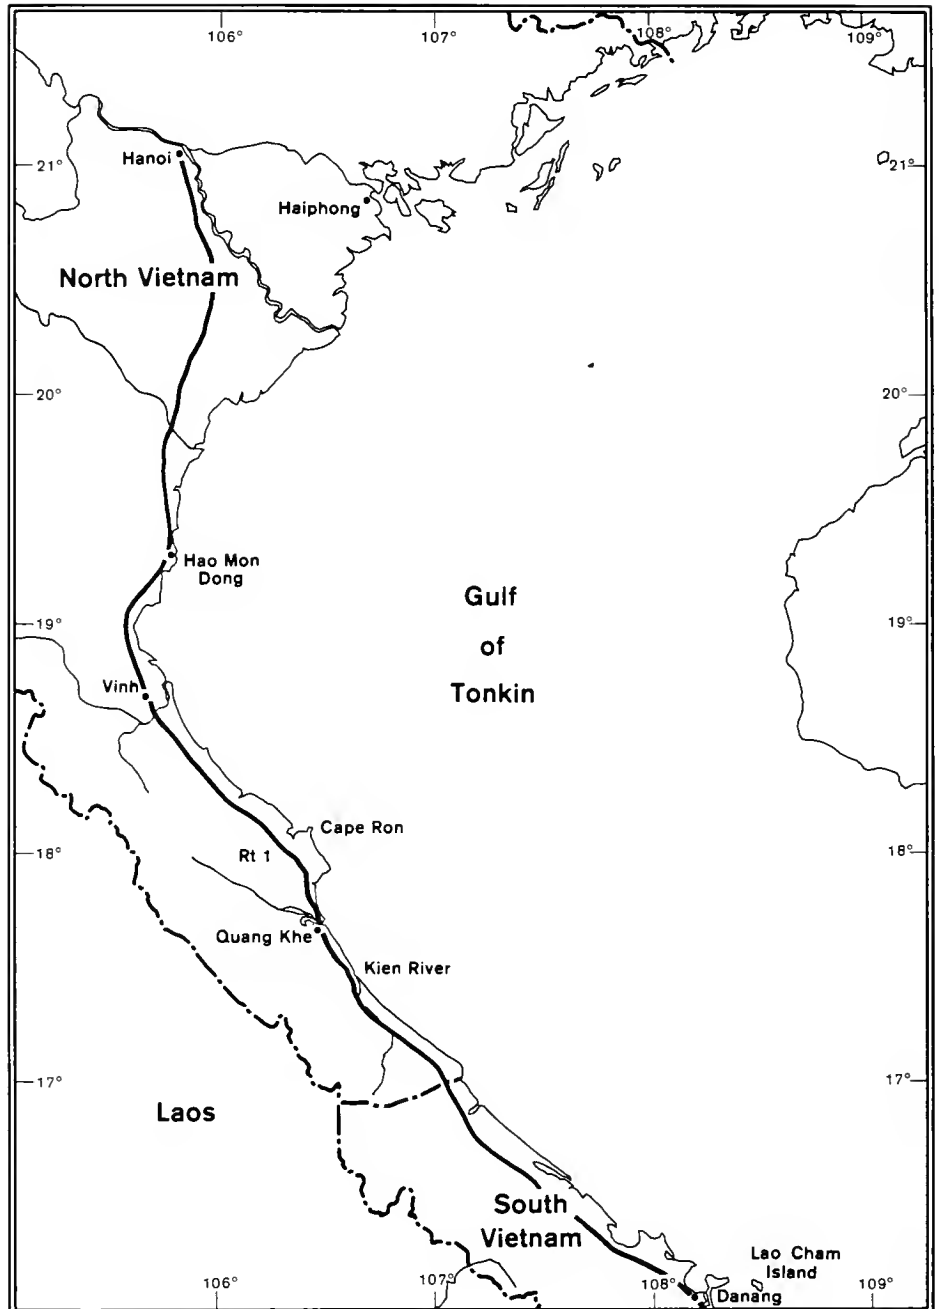 106°
107°
108°
109°
Hanoi
21°
21°
Haiphong
North Vietnam
20°
20°
Hao Mon
Dong
Gulf
of
Tonkin
19°
19°
Vinh
Cape Ron
Rt 1
18°
18°
Quang Khe
Kien River
17°
17°
Laos
South
Vietnam
Lao Cham
Island
106°
107°
108°
109°
Danang